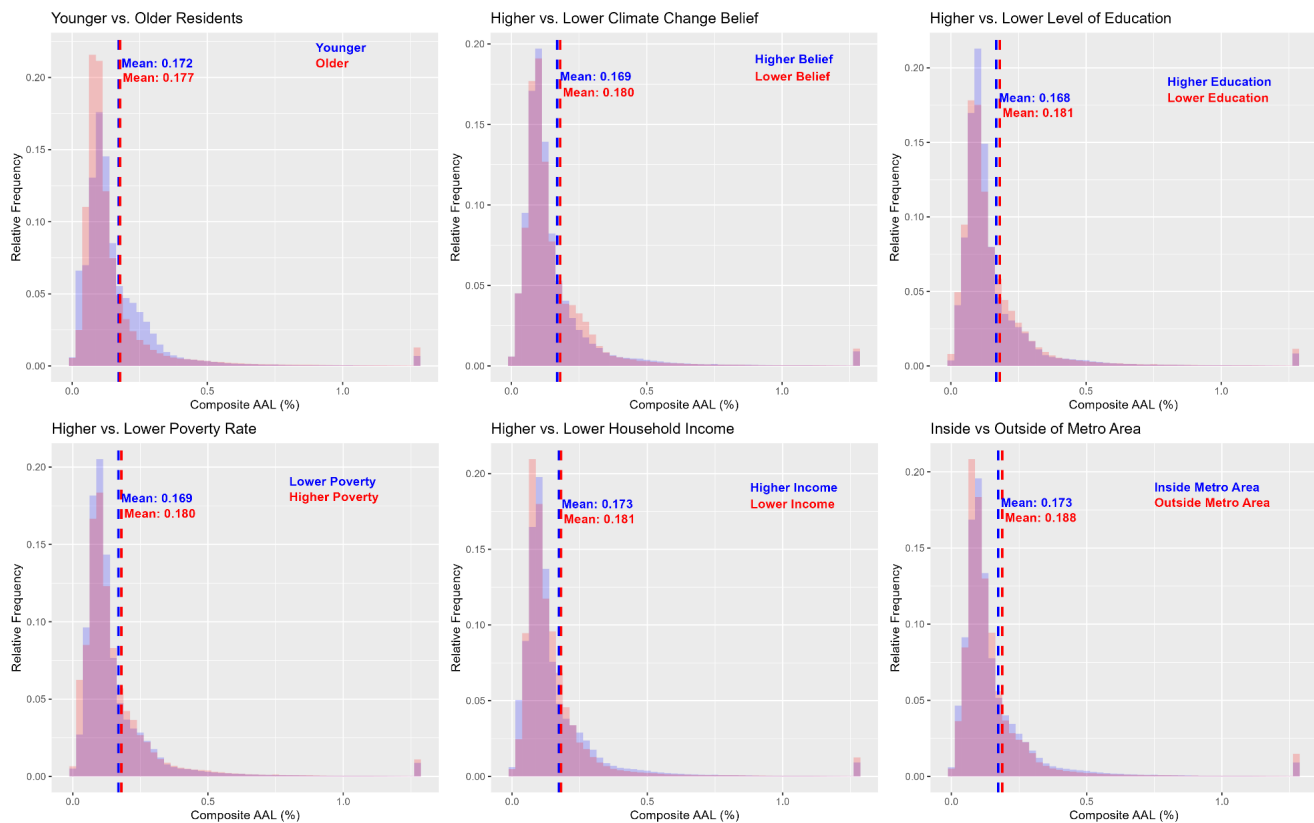 Younger vs. Older Residents
Younger
Older
Mean: 0.172
Mean: 0.177
Relative Frequency
0.20
0.15
0.10
0.05
0.00
0.0
0.5
1.0
Composite AAL (%)
Higher vs. Lower Climate Change Belief
Higher Belief
Lower Belief
Mean: 0.169
Mean: 0.180
Relative Frequency
0.20
0.15
0.10
0.05
0.00
0.0
0.5
1.0
Composite AAL (%)
Higher vs. Lower Level of Education
Higher Education
Lower Education
Mean: 0.168
Mean: 0.181
Relative Frequency
0.20
0.15
0.10
0.05
0.00
0.0
0.5
1.0
Composite AAL (%)
Higher vs. Lower Poverty Rate
Lower Poverty
Higher Poverty
Mean: 0.169
Mean: 0.180
Relative Frequency
0.20
0.15
0.10
0.05
0.00
0.0
0.5
1.0
Composite AAL (%)
Higher vs. Lower Household Income
Higher Income
Lower Income
Mean: 0.173
Mean: 0.181
Relative Frequency
0.20
0.15
0.10
0.05
0.00
0.0
0.5
1.0
Composite AAL (%)
Inside vs Outside of Metro Area
Inside Metro Area
Outside Metro Area
Mean: 0.173
Mean: 0.188
Relative Frequency
0.20
0.15
0.10
0.05
0.00
0.0
0.5
1.0
Composite AAL (%)